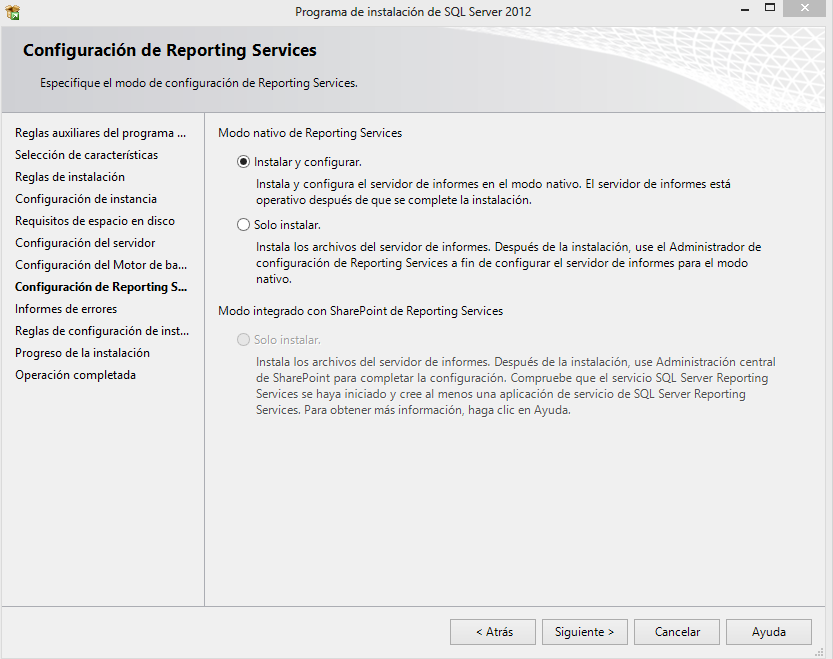 Programa de instalación de SQL Server 2012
Configuración de Reporting Services
Especifique el modo de configuración de Reporting Services.
Reglas auxiliares del programa ...
Selección de características
Reglas de instalación
Configuración de instancia
Requisitos de espacio en disco
Configuración del servidor
Configuración del Motor de ba...
Configuración de Reporting S...
Informes de errores
Reglas de configuración de inst...
Progreso de la instalación
Operación completada
Modo nativo de Reporting Services
Instalar y configurar.
Instala y configura el servidor de informes en el modo nativo. El servidor de informes está
operativo después de que se complete la instalación.
Solo instalar.
Instala los archivos del servidor de informes. Después de la instalación, use el Administrador de
configuración de Reporting Services a fin de configurar el servidor de informes para el modo
nativo.
Modo integrado con SharePoint de Reporting Services
Solo instalar.
Instala los archivos del servidor de informes. Después de la instalación, use Administración central
de SharePoint para completar la configuración. Compruebe que el servicio SQL Server Reporting
Services se haya iniciado y cree al menos una aplicación de servicio de SQL Server Reporting
Services. Para obtener más información, haga clic en Ayuda.
< Atrás
Siguiente >
Cancelar
Ayuda